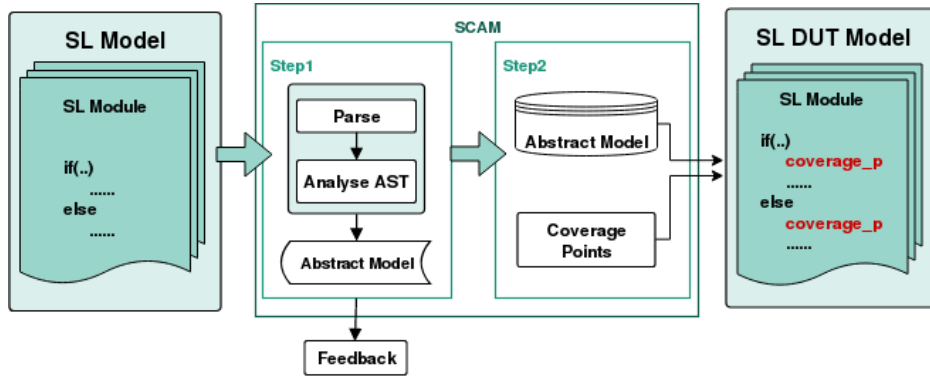 SL Model
SL Module
if(..)
......
else
......
SCAM
Step1
Parse
Analyse AST
Abstract Model
Feedback
Step2
Abstract Model
Coverage
Points
SL DUT Model
SL Module
if(..)
coverage_p
......
else
coverage_p
......